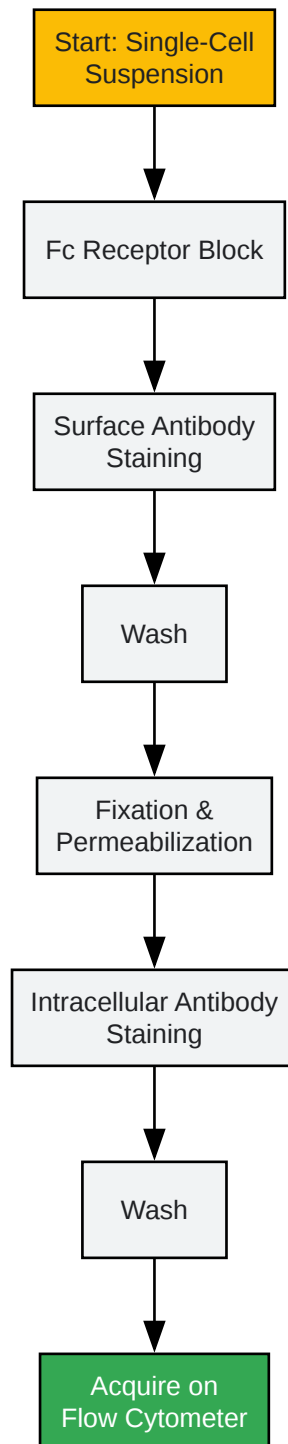 Start: Single-Cell
Suspension
Fc Receptor Block
Surface Antibody
Staining
Wash
Fixation &
Permeabilization
Intracellular Antibody
Staining
Wash
Acquire on
Flow Cytometer